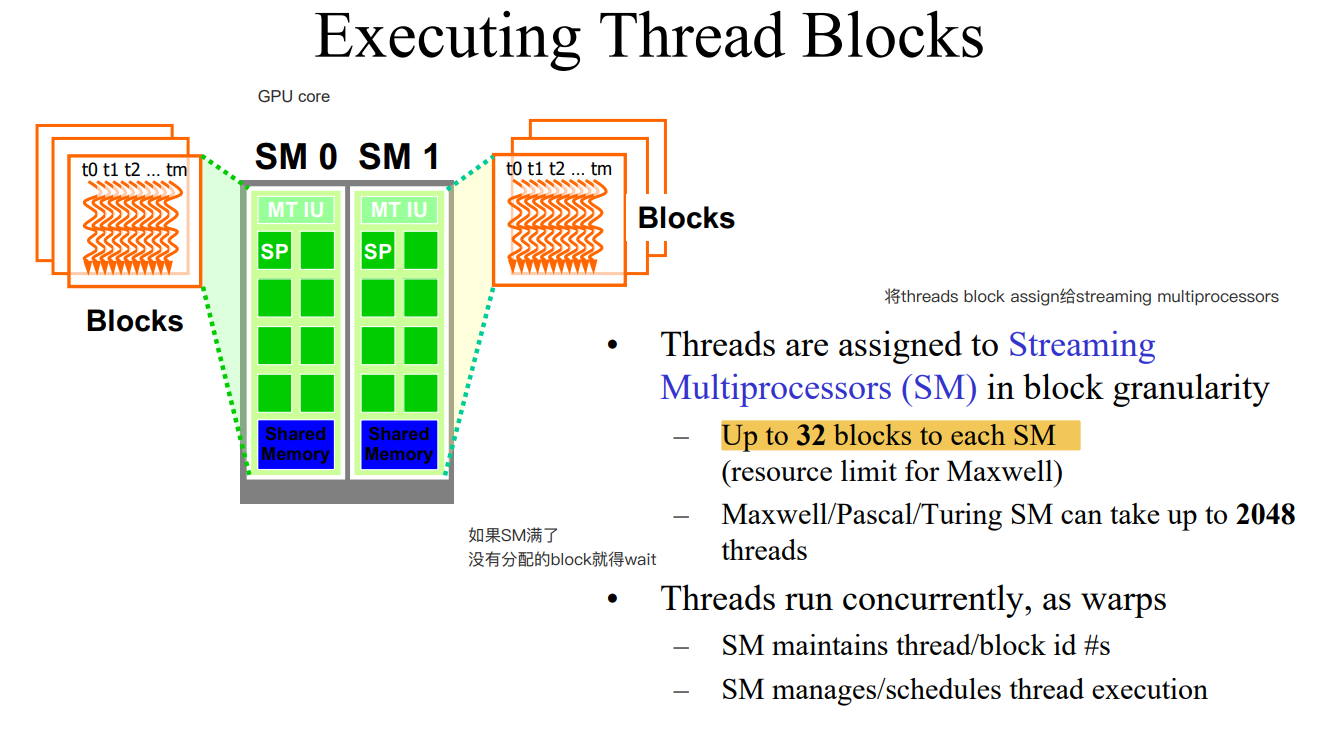 Executing Thread Blocks
GPU core
SM 0 SM 1
t0 t1 t2 ... tm
MT IU
MT IU
t0 t1 t2 ... tm
SP
SP
Blocks
Blocks
Shared
Memory
Shared
Memory
将threads block assign给streaming multiprocessors
• Threads are assigned to Streaming
Multiprocessors (SM) in block granularity
– Up to 32 blocks to each SM
(resource limit for Maxwell)
– Maxwell/Pascal/Turing SM can take up to 2048
threads
如果SM满了
没有分配的block就得wait
• Threads run concurrently, as warps
– SM maintains thread/block id #s
– SM manages/schedules thread execution